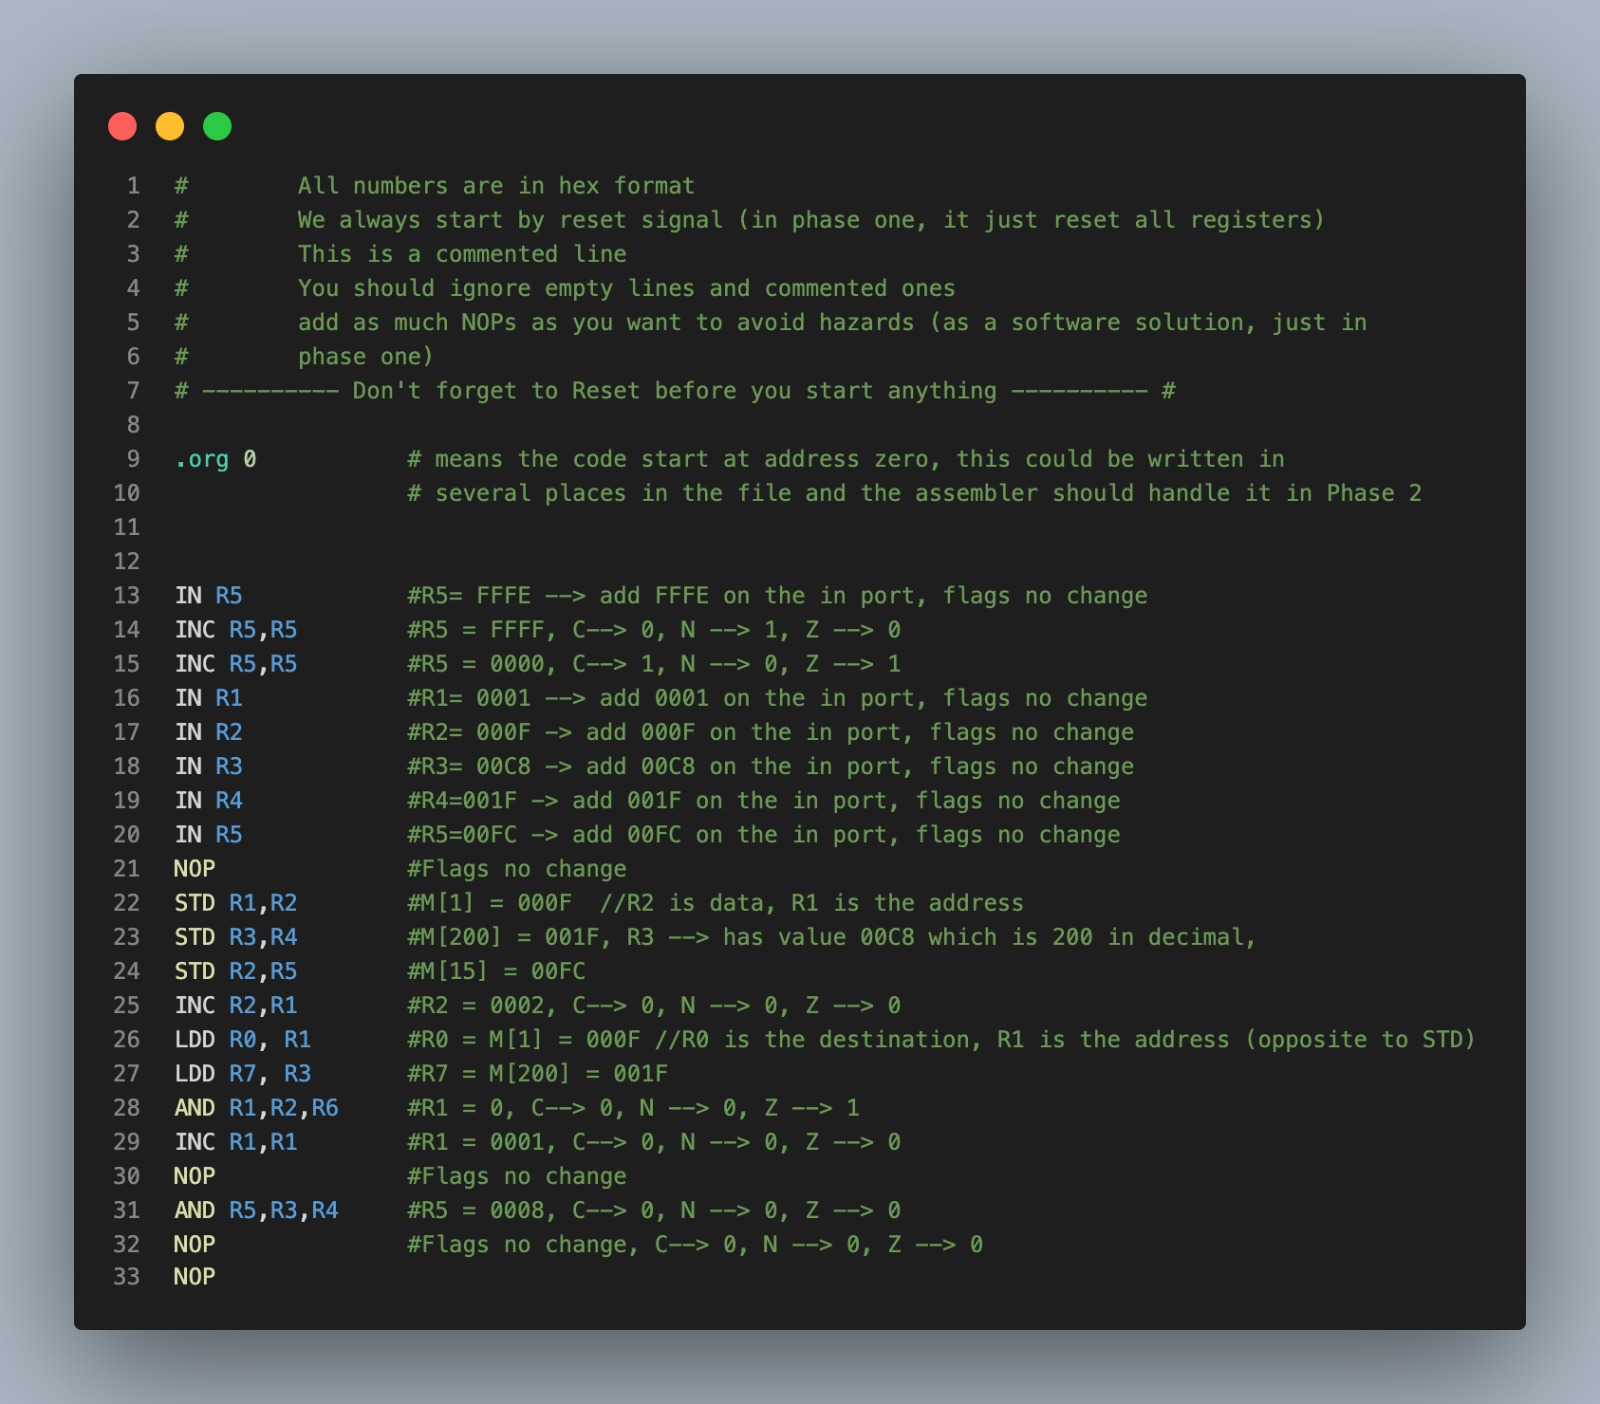 1 # All numbers are in hex format
2 # We always start by reset signal (in phase one, it just reset all registers)
3 # This is a commented line
4 # You should ignore empty lines and commented ones
5 # add as much NOPs as you want to avoid hazards (as a software solution, just in
6 # phase one)
7 # ---------- Don't forget to Reset before you start anything ---------- #
8
9 .org 0 # means the code start at address zero, this could be written in
10 # several places in the file and the assembler should handle it in Phase 2
11
12
13 IN R5 #R5= FFFE --> add FFFE on the in port, flags no change
14 INC R5,R5 #R5 = FFFF, C--> 0, N --> 1, Z --> 0
15 INC R5,R5 #R5 = 0000, C--> 1, N --> 0, Z --> 1
16 IN R1 #R1= 0001 --> add 0001 on the in port, flags no change
17 IN R2 #R2= 000F -> add 000F on the in port, flags no change
18 IN R3 #R3= 00C8 -> add 00C8 on the in port, flags no change
19 IN R4 #R4=001F -> add 001F on the in port, flags no change
20 IN R5 #R5=00FC -> add 00FC on the in port, flags no change
21 NOP #Flags no change
22 STD R1,R2 #M[1] = 000F //R2 is data, R1 is the address
23 STD R3,R4 #M[200] = 001F, R3 --> has value 00C8 which is 200 in decimal,
24 STD R2,R5 #M[15] = 00FC
25 INC R2,R1 #R2 = 0002, C--> 0, N --> 0, Z --> 0
26 LDD R0, R1 #R0 = M[1] = 000F //R0 is the destination, R1 is the address (opposite to STD)
27 LDD R7, R3 #R7 = M[200] = 001F
28 AND R1,R2,R6 #R1 = 0, C--> 0, N --> 0, Z --> 1
29 INC R1,R1 #R1 = 0001, C--> 0, N --> 0, Z --> 0
30 NOP #Flags no change
31 AND R5,R3,R4 #R5 = 0008, C--> 0, N --> 0, Z --> 0
32 NOP #Flags no change, C--> 0, N --> 0, Z --> 0
33 NOP